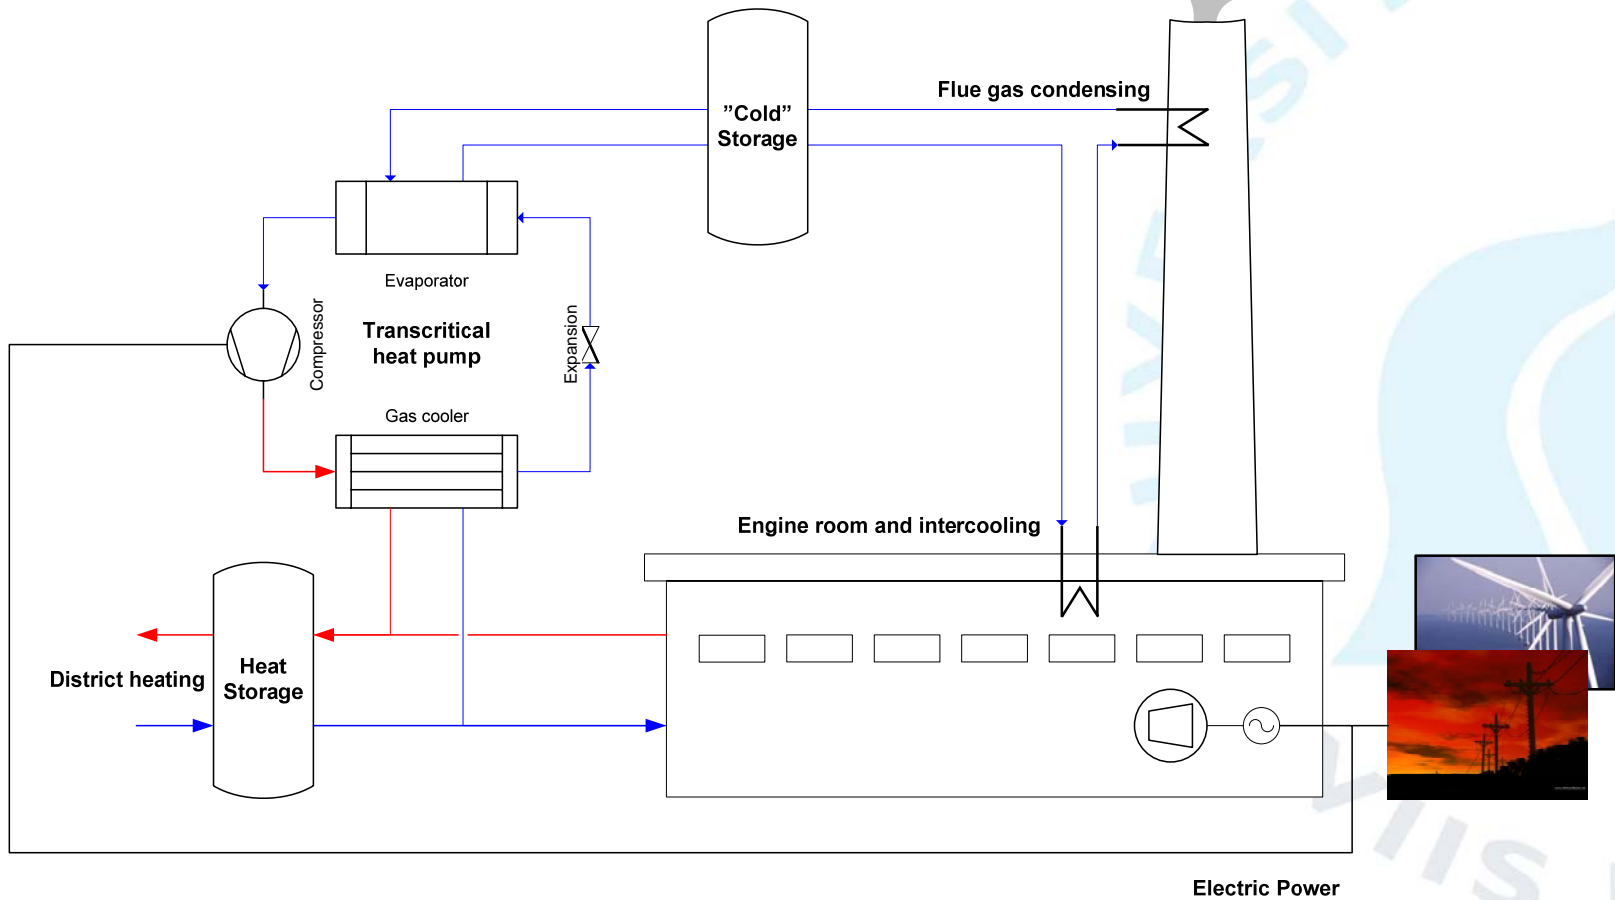 Flue gas condensing
”Cold”
Storage
Evaporator
Compressor
Transcritical
heat pump
Expansion
Gas cooler
Engine room and intercooling
District heating
Heat
Storage
Electric Power